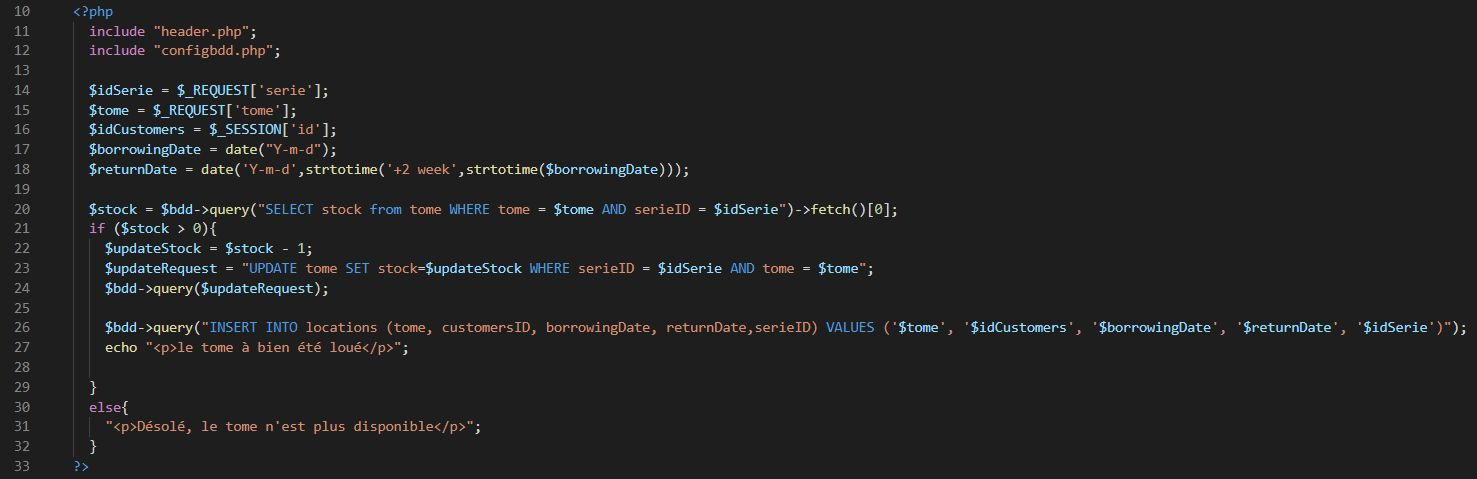 10 <?php
11 include "header.php";
12 include "configbdd.php";
13
14 $idSerie = $_REQUEST['serie'];
15 $tome = $_REQUEST['tome'];
16 $idCustomers = $_SESSION['id'];
17 $borrowingDate = date("Y-m-d");
18 $returnDate = date('Y-m-d',strtotime('+2 week',strtotime($borrowingDate)));
19
20 $stock = $bdd->query("SELECT stock from tome WHERE tome = $tome AND serieID = $idSerie")->fetch()[0];
21 if ($stock > 0){
22 $updateStock = $stock - 1;
23 $updateRequest = "UPDATE tome SET stock=$updateStock WHERE serieID = $idSerie AND tome = $tome";
24 $bdd->query($updateRequest);
25
26 $bdd->query("INSERT INTO locations (tome, customersID, borrowingDate, returnDate,serieID) VALUES ('$tome', '$idCustomers', '$borrowingDate', '$returnDate', '$idSerie')");
27 echo "<p>le tome à bien été loué</p>";
28
29 }
30 else{
31 "<p>Désolé, le tome n'est plus disponible</p>";
32 }
33 ?>